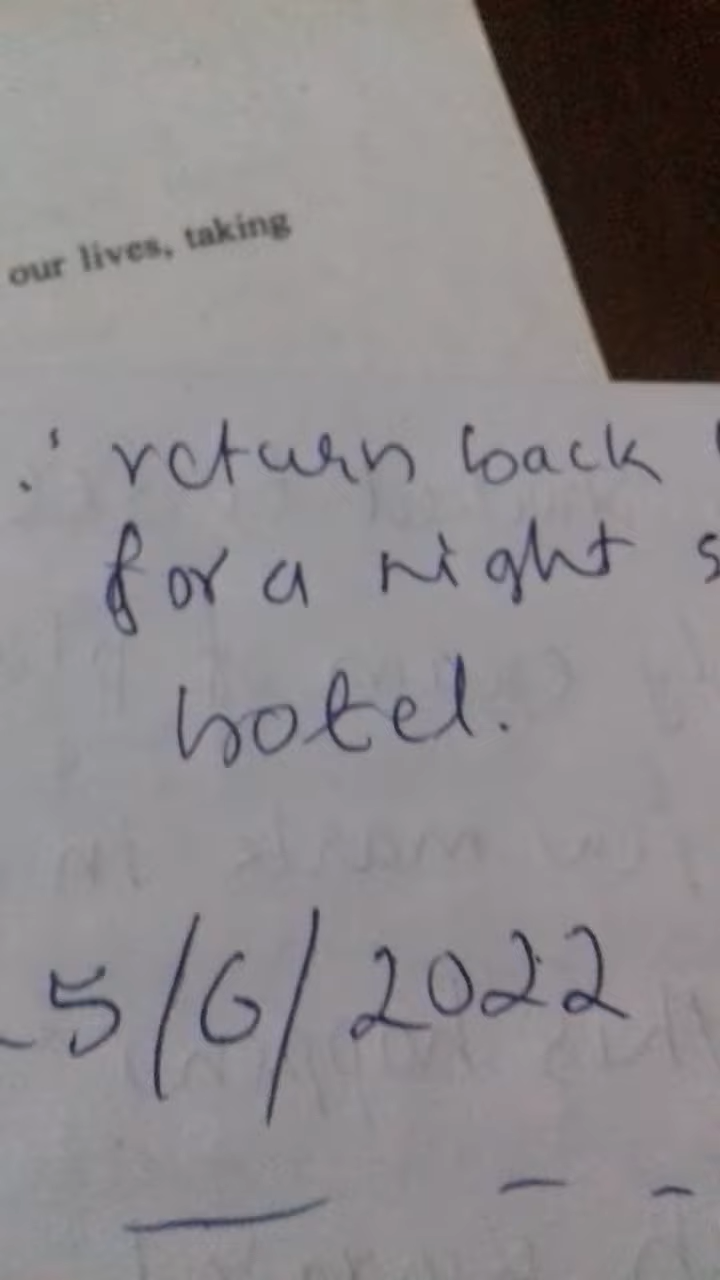 our lives, taking
return back
for a night s
hotel.
-5/6/2022